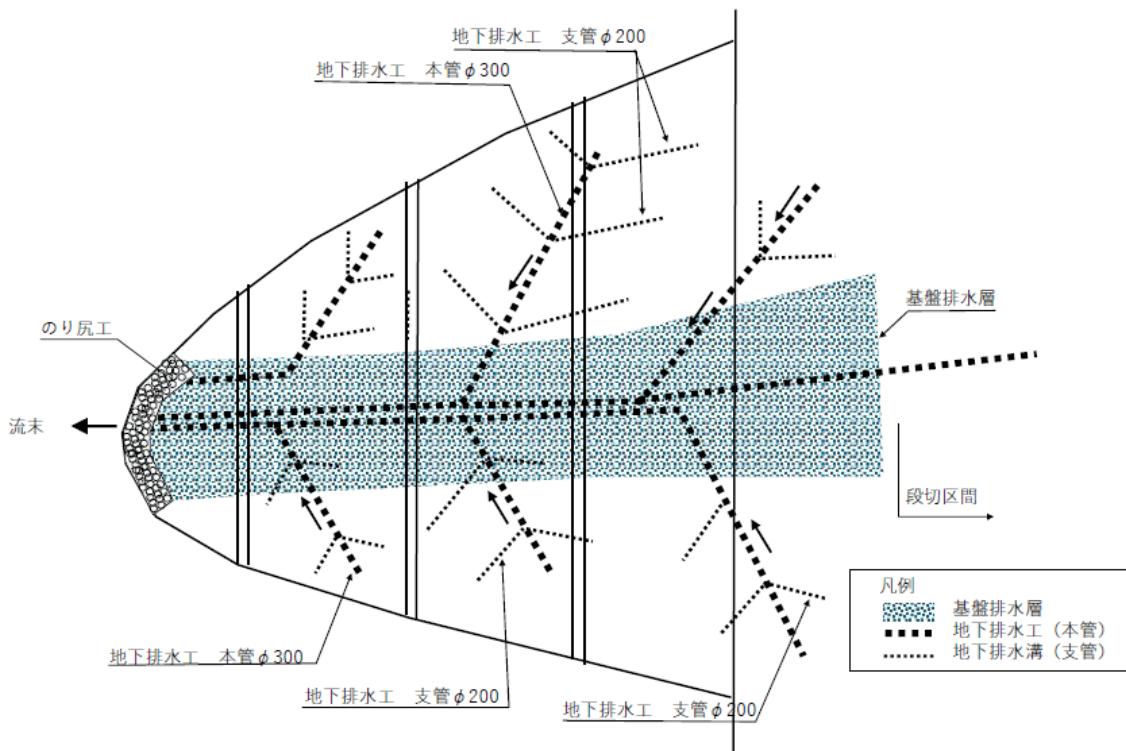 地下排水工　支管φ200
地下排水工　本管φ300
基盤排水層
のり尻工
流末
段切区間
凡例
基盤排水層
地下排水工（本管）
地下排水溝（支管）
地下排水工　本管φ300
地下排水工　支管φ200
地下排水工　支管φ200